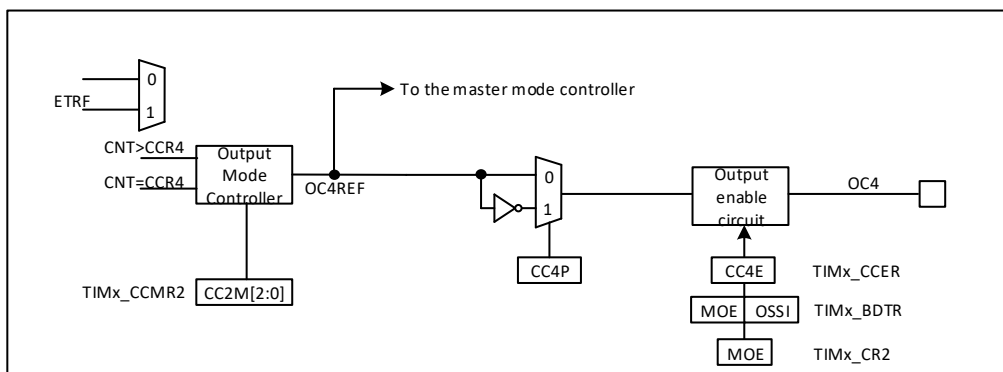 0
ETRF
1
To the master mode controller
CNT>CCR4
CNT=CCR4
Output
Mode
Controller
OC4REF
0
1
Output
enable
circuit
OC4
CC4P
CC4E
TIMx_CCER
TIMx_CCMR2
CC2M[2:0]
MOE
OSSI
TIMx_BDTR
MOE
TIMx_CR2